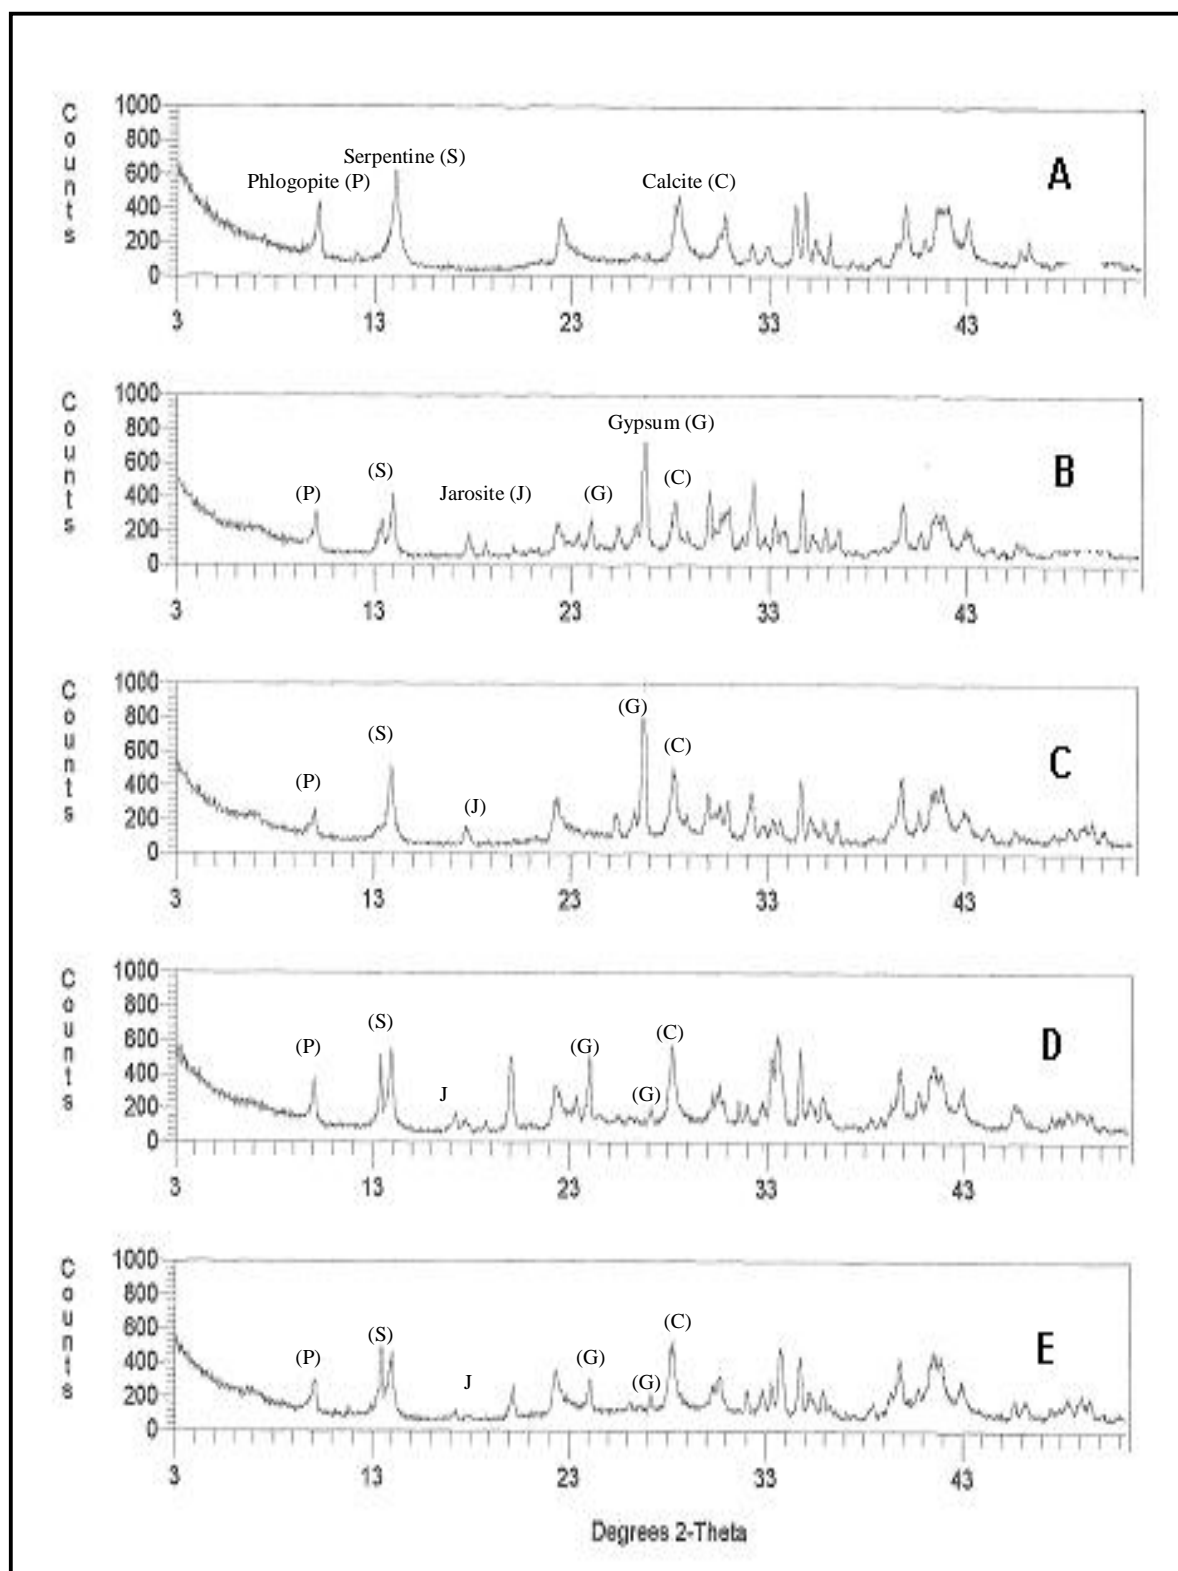 Counts
1000
800
600
400
200
0
Phlogopite (P)
Serpentine (S)
Calcite (C)
A
3 13 23 33 43
Counts
1000
800
600
400
200
0
(P)
(S)
Jarosite (J)
(G)
Gypsum (G)
(C)
B
3 13 23 33 43
Counts
1000
800
600
400
200
0
(P)
(S)
(J)
(G)
(C)
C
3 13 23 33 43
Counts
1000
800
600
400
200
0
(P)
(S)
J
(G)
(G)
(C)
D
3 13 23 33 43
Counts
1000
800
600
400
200
0
(P)
(S)
J
(G)
(G)
(C)
E
3 13 23 33 43
Degrees 2-Theta